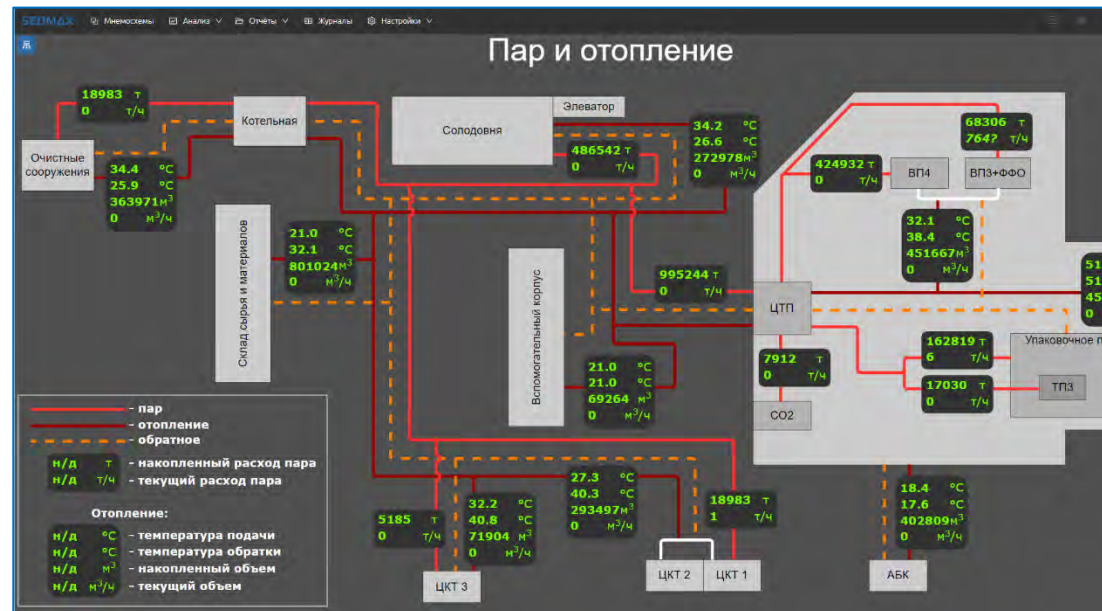 SEDMAX Мнемосхемы Анализ Отчёты Журналы Настройки
Пар и отопление
18983 т
0 т/ч
Котельная
Очистные
сооружения
34.4 °C
25.9 °C
363971 м³
0 м³/ч
Солодовня
Элеватор
486542 т
0 т/ч
34.2 °C
26.6 °C
272978 м³
0 м³/ч
68306 т
764? т/ч
424932 т
0 т/ч
ВП4
ВП3+ФФО
32.1 °C
38.4 °C
451667 м³
0 м³/ч
Склад сырья и материалов
21.0 °C
32.1 °C
801024 м³
0 м³/ч
Вспомогательный корпус
995244 т
0 т/ч
ЦТП
51
51
45
0
21.0 °C
21.0 °C
69264 м³
0 м³/ч
7912 т
0 т/ч
СО2
162819 т
6 т/ч
Упаковочное п
17030 т
0 т/ч
ТП3
- пар
- отопление
- обратное
н/д т - накопленный расход пара
н/д т/ч - текущий расход пара
Отопление:
н/д °C - температура подачи
н/д °C - температура обратки
н/д м³ - накопленный объем
н/д м³/ч - текущий объем
5185 т
0 т/ч
32.2 °C
40.8 °C
71904 м³
0 м³/ч
27.3 °C
40.3 °C
293497 м³
0 м³/ч
18983 т
1 т/ч
18.4 °C
17.6 °C
402809 м³
0 м³/ч
ЦКТ 3
ЦКТ 2
ЦКТ 1
АБК